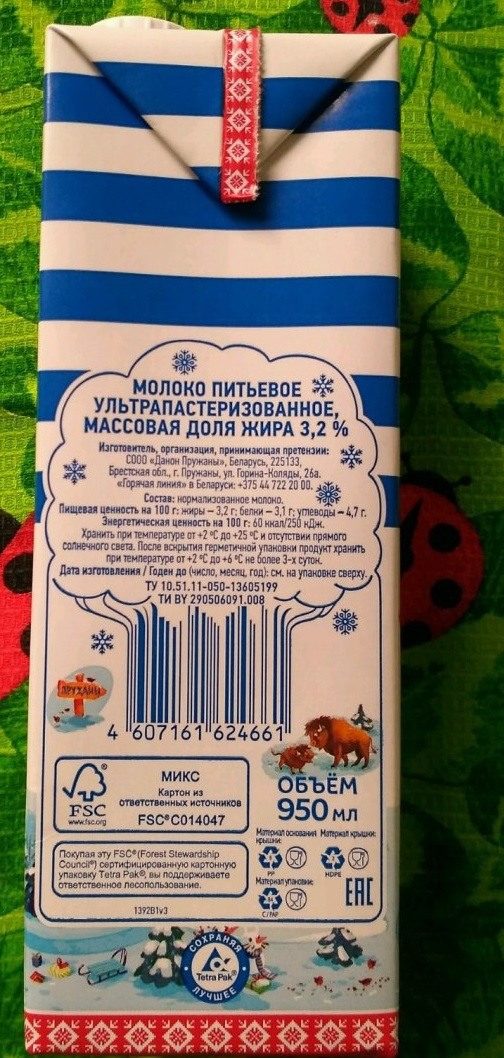 МОЛОКО ПИТЬЕВОЕ
УЛЬТРАПАСТЕРИЗОВАННОЕ,
МАССОВАЯ ДОЛЯ ЖИРА 3,2 %
Изготовитель, организация, принимающая претензии:
СООО «Данон Пружаны», Беларусь, 225133,
Брестская обл., г. Пружаны, ул. Горина-Коляды, 26а.
«Горячая линия» в Беларуси: +375 44 722 20 00.
Состав: нормализованное молоко.
Пищевая ценность на 100 г: жиры – 3,2 г; белки – 3,1 г; углеводы – 4,7 г.
Энергетическая ценность на 100 г: 60 ккал/250 кДж.
Хранить при температуре от +2 °С до +25 °С и отсутствии прямого
солнечного света. После вскрытия герметичной упаковки продукт хранить
при температуре от +2 °С до +6 °С не более 3-х суток.
Дата изготовления / Годен до (число, месяц, год): см. на упаковке сверху.
ТУ 10.51.11-050-13605199
ТИ BY 290506091.008
ПРУЖАНЫ
4 607161 624661
FSC
www.fsc.org
МИКС
Картон из
ответственных источников
FSC® C014047
ОБЪЁМ
950 мл
Покупая эту FSC® (Forest Stewardship
Council®) сертифицированную картонную
упаковку Tetra Pak®, вы поддерживаете
ответственное лесопользование.
Материал основания крышки:
PP
Материал крышки:
HDPE
Материал упаковки:
C/PAP
EAC
1392B1v3
СОХРАНЯЯ
Tetra Pak®
ЛУЧШЕЕ